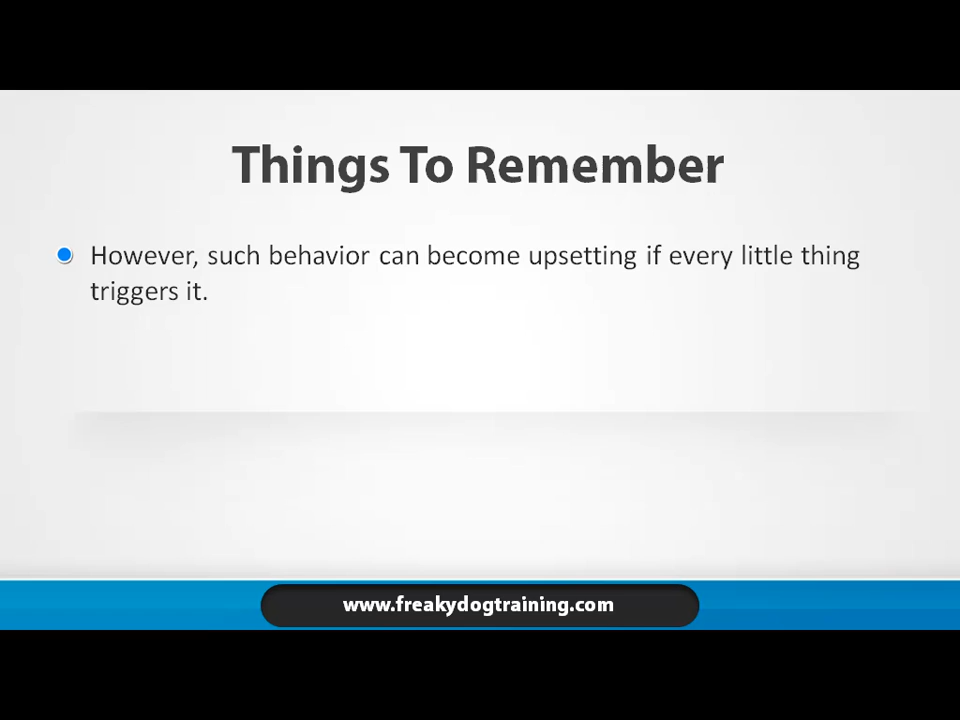 Things To Remember
However, such behavior can become upsetting if every little thing
triggers it.
www.freakydogtraining.com